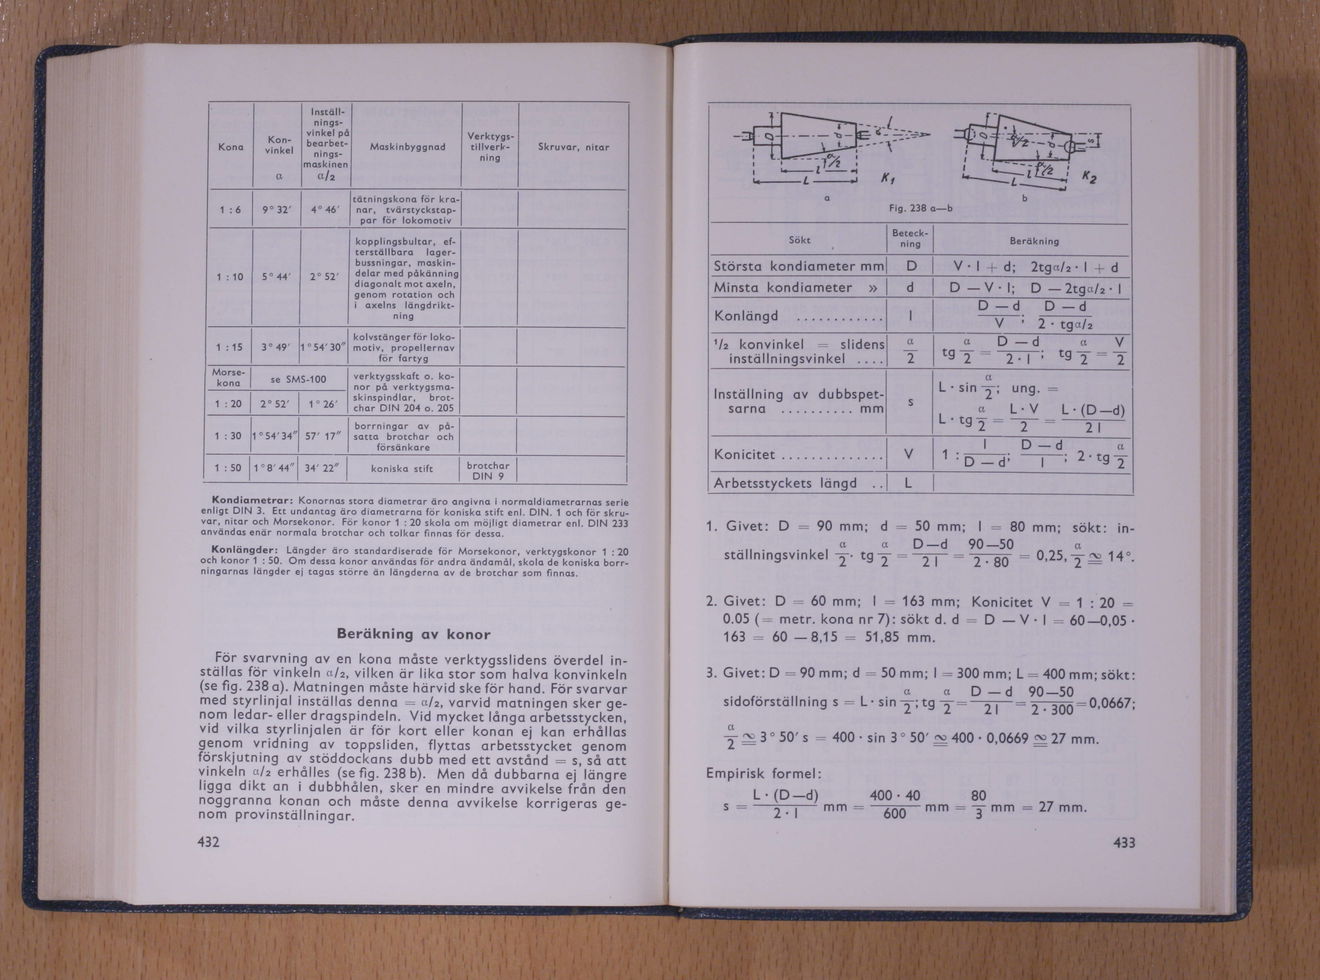 Kona
Kon-
vinkel
α
Inställ-
nings-
vinkel på
bearbet-
nings-
maskinen
α/2
Maskinbyggnad
Verktygs-
tillverk-
ning
Skruvar, nitar
1 : 6
9° 32′
4° 46′
tätningskona för kra-
nar, tvärstyckstap-
par för lokomotiv
1 : 10
5° 44′
2° 52′
kopplingsbultar, ef-
terställbara lager-
bussningar, maskin-
delar med påkänning
diagonalt mot axeln,
genom rotation och
i axelns längdrikt-
ning
1 : 15
3° 49′
1° 54′ 30″
kolvstänger för loko-
motiv, propellernav
för fartyg
Morse-
kona
se SMS-100
verktygsskaft o. ko-
nor på verktygsma-
skinspindlar, brot-
char DIN 204 o. 205
1 : 20
2° 52′
1° 26′
1 : 30
1° 54′ 34″
57′ 17″
borrningar av på-
satta brotchar och
försänkare
1 : 50
1° 8′ 44″
34′ 22″
koniska stift
brotchar
DIN 9
Kondiametrar: Konornas stora diametrar äro angivna i normaldiametrarnas serie
enligt DIN 3. Ett undantag äro diametrarna för koniska stift enl. DIN. 1 och för skru-
var, nitar och Morsekonor. För konor 1 : 20 skola om möjligt diametrar enl. DIN 233
användas enär normala brotchar och tolkar finnas för dessa.
Konlängder: Längder äro standardiserade för Morsekonor, verktygskonor 1 : 20
och konor 1 : 50. Om dessa konor användas för andra ändamål, skola de koniska borr-
ningarnas längder ej tagas större än längderna av de brotchar som finnas.
Beräkning av konor
För svarvning av en kona måste verktygsslidens överdel in-
ställas för vinkeln α/2, vilken är lika stor som halva konvinkeln
(se fig. 238 a). Matningen måste härvid ske för hand. För svarvar
med styrlinjal inställas denna = α/2, varvid matningen sker ge-
nom ledar- eller dragspindeln. Vid mycket långa arbetsstycken,
vid vilka styrlinjalen är för kort eller konan ej kan erhållas
genom vridning av toppsliden, flyttas arbetsstycket genom
förskjutning av stöddockans dubb med ett avstånd = s, så att
vinkeln α/2 erhålles (se fig. 238 b). Men då dubbarna ej längre
ligga dikt an i dubbhålen, sker en mindre avvikelse från den
noggranna konan och måste denna avvikelse korrigeras ge-
nom provinställningar.
432
D
d
α
α/2
l
L
K1
a
D
d
α/2
α/2
s
l
L
K2
b
Fig. 238 a—b
Sökt
Beteck-
ning
Beräkning
Största kondiameter mm
D
V · l + d; 2tgα/2 · l + d
Minsta kondiameter »
d
D — V · l; D — 2tgα/2 · l
Konlängd ............
l
D — d / V ; D — d / 2 · tgα/2
1/2 konvinkel = slidens
inställningsvinkel ....
α/2
tg α/2 = D — d / 2 · l ; tg α/2 = V/2
Inställning av dubbspet-
sarna .......... mm
s
L · sin α/2 ; ung. =
L · tg α/2 = L · V / 2 = L · (D—d) / 2 l
Konicitet ..............
V
1 : l / D — d ; D — d / l ; 2 · tg α/2
Arbetsstyckets längd ..
L
1. Givet: D = 90 mm; d = 50 mm; l = 80 mm; sökt: in-
ställningsvinkel α/2 · tg α/2 = D—d / 2 l = 90—50 / 2 · 80 = 0,25, α/2 ≌ 14°.
2. Givet: D = 60 mm; l = 163 mm; Konicitet V = 1 : 20 =
0.05 (= metr. kona nr 7): sökt d. d = D — V · l = 60—0,05 ·
163 = 60 — 8,15 = 51,85 mm.
3. Givet: D = 90 mm; d = 50 mm; l = 300 mm; L = 400 mm; sökt:
sidoförställning s = L · sin α/2 ; tg α/2 = D — d / 2 l = 90—50 / 2 · 300 = 0,0667;
α/2 ≌ 3° 50′ s = 400 · sin 3° 50′ ≌ 400 · 0,0669 ≌ 27 mm.
Empirisk formel:
s = L · (D—d) / 2 · l mm = 400 · 40 / 600 mm = 80/3 mm = 27 mm.
433